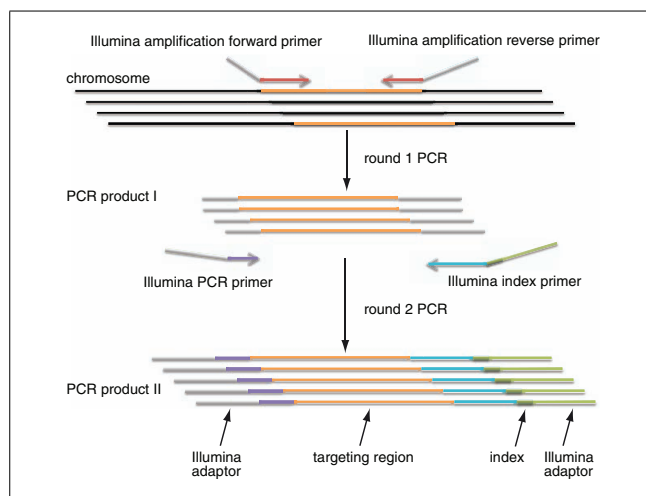 Illumina amplification forward primer
Illumina amplification reverse primer
chromosome
round 1 PCR
PCR product I
Illumina PCR primer
Illumina index primer
round 2 PCR
PCR product II
Illumina
adaptor
targeting region
index
Illumina
adaptor